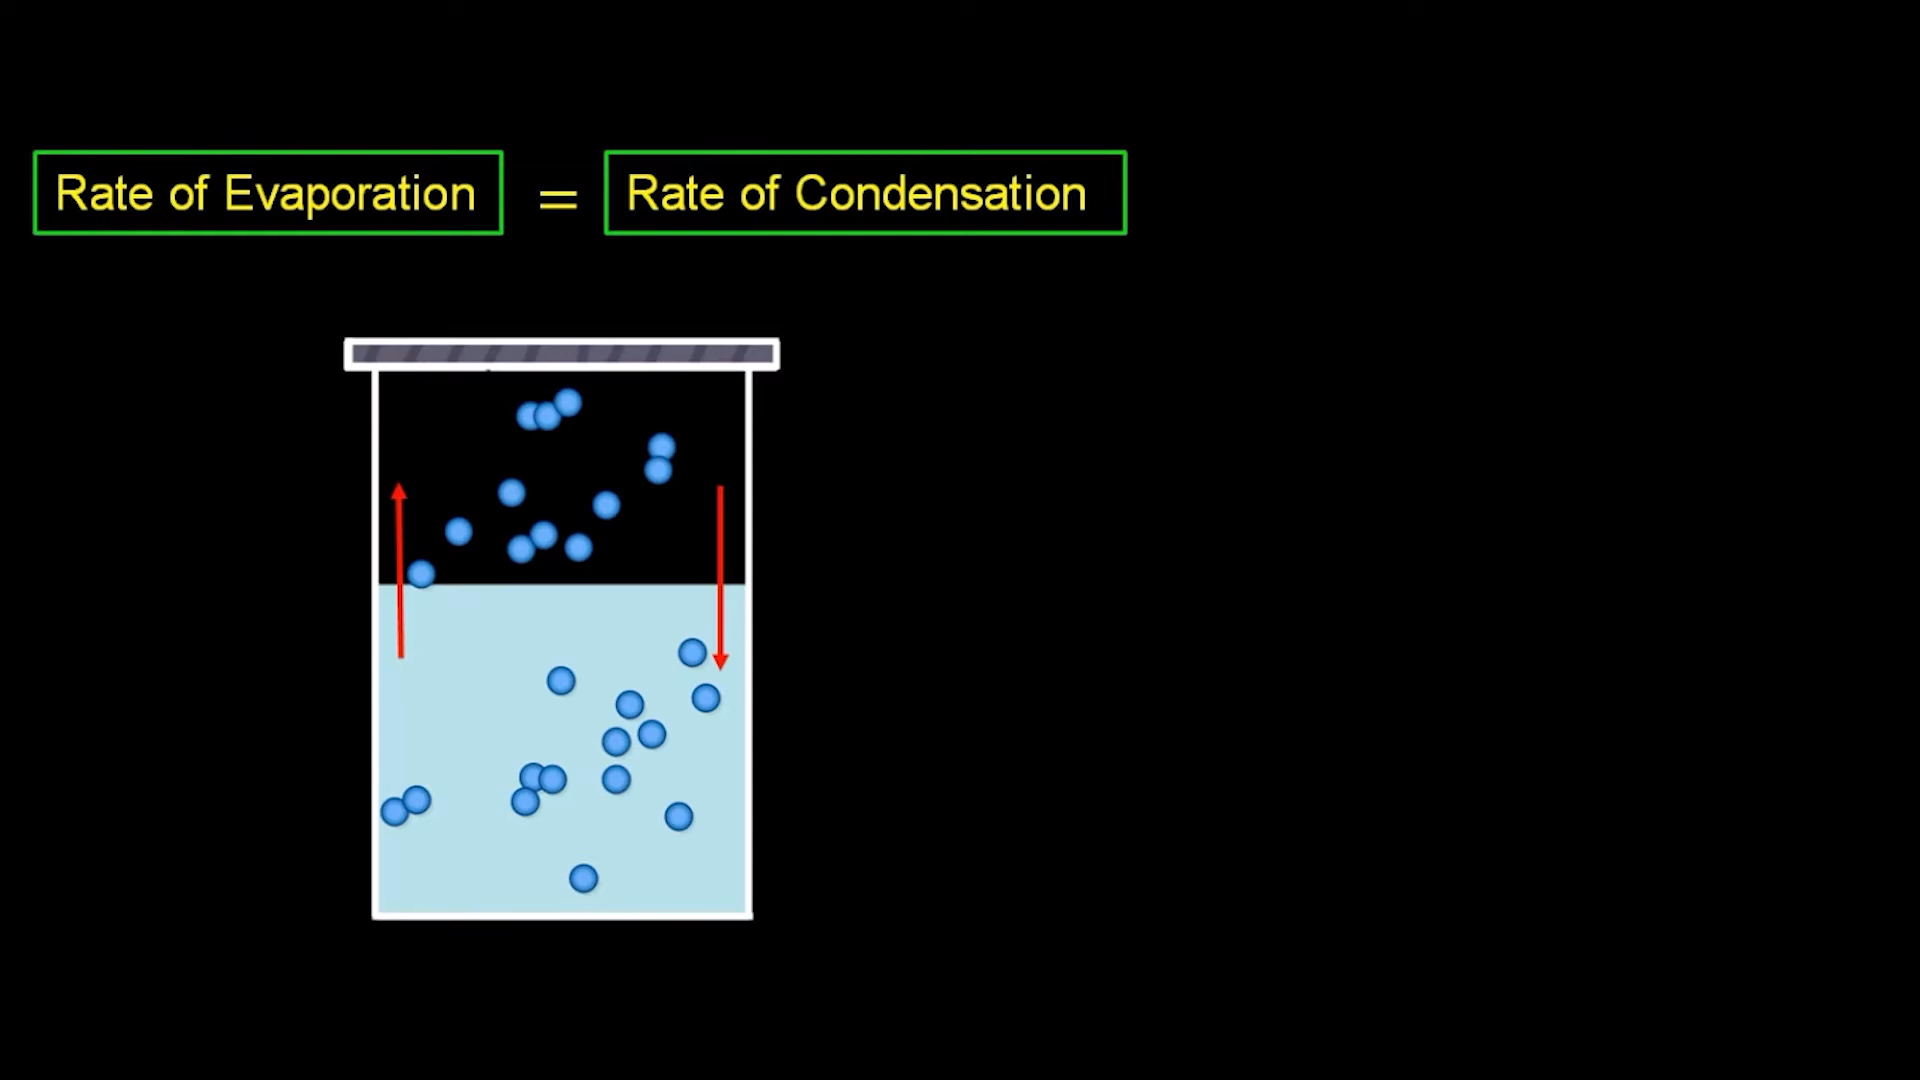 Rate of Evaporation = Rate of Condensation